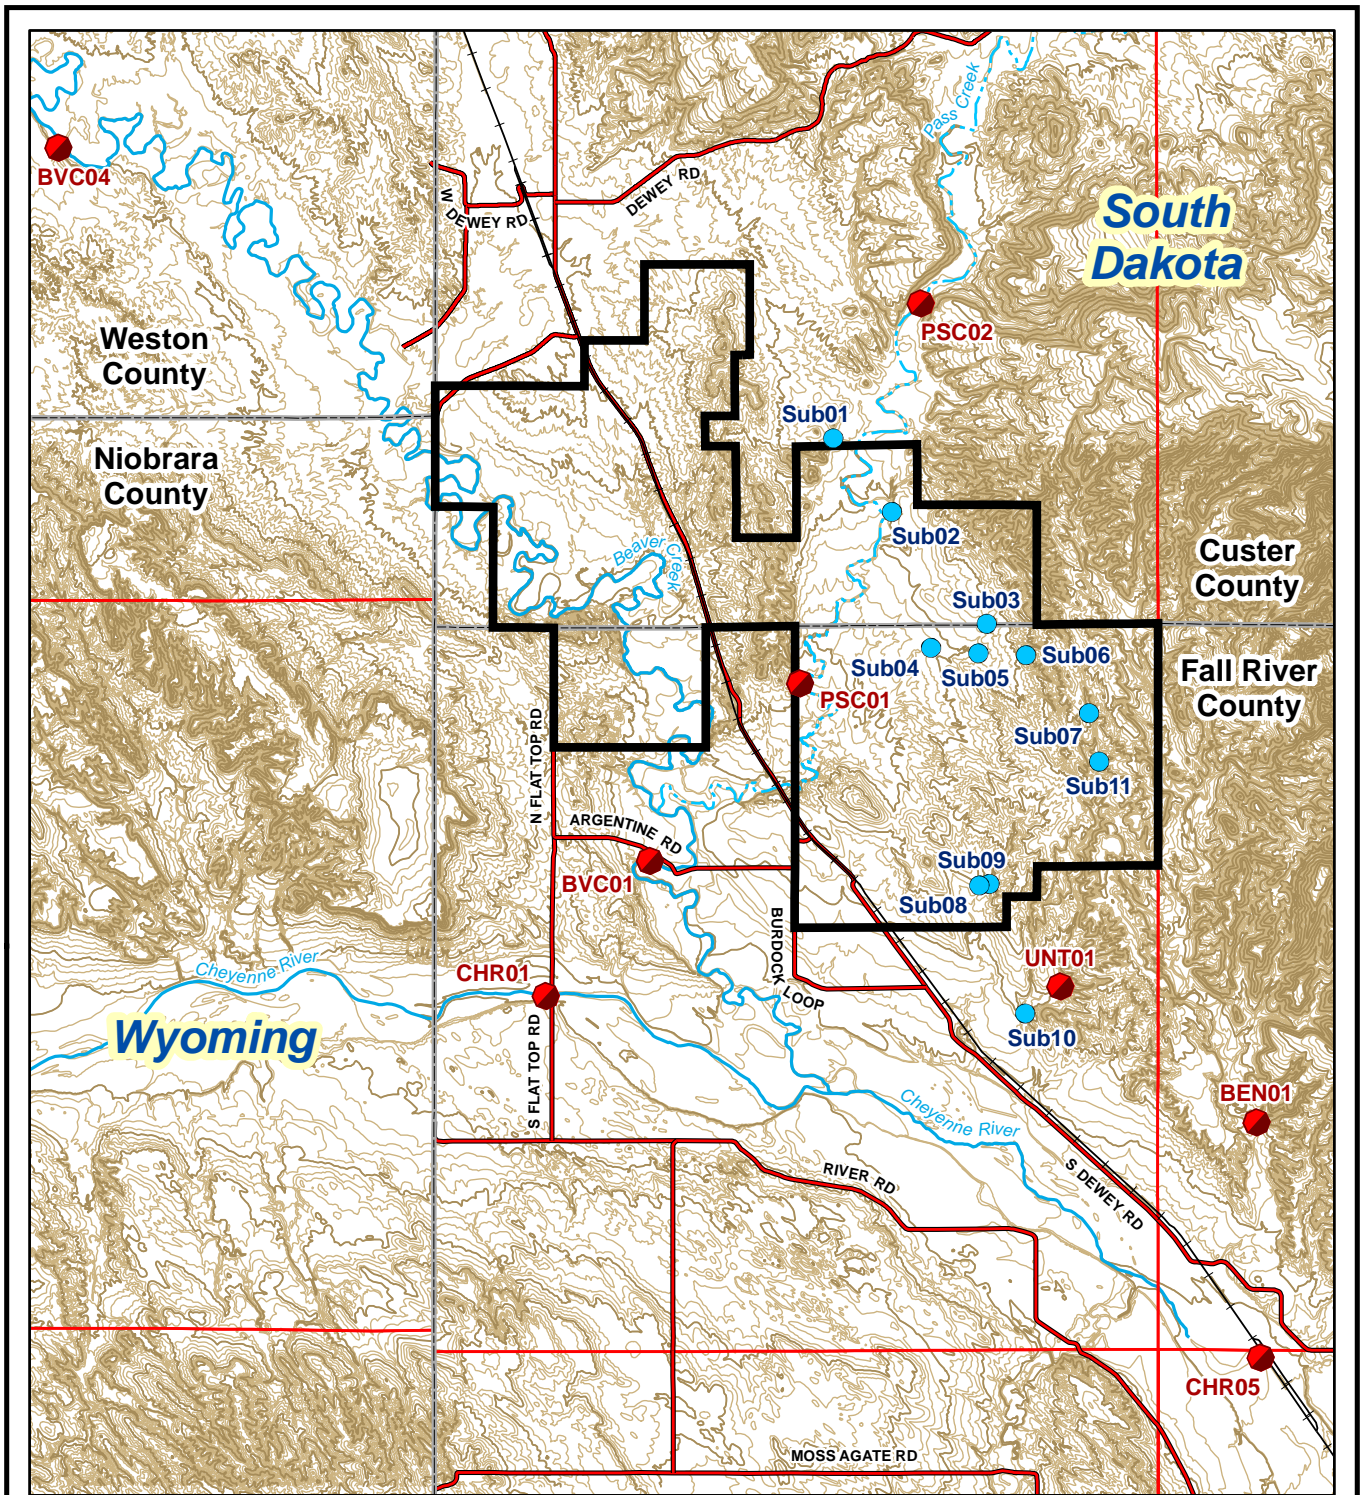 Pass Creek
BVC04
W DEWEY RD
DEWEY RD
South
Dakota
PSC02
Weston
County
Sub01
Niobrara
County
Sub02
Beaver
Creek
Custer
County
Sub03
Sub04
Sub05
Sub06
Fall River
County
PSC01
N FLAT TOP RD
Sub07
Sub11
ARGENTINE RD
BVC01
Sub09
Sub08
BURDOCK LOOP
Cheyenne River
CHR01
UNT01
Wyoming
S FLAT TOP RD
Sub10
Cheyenne River
BEN01
RIVER RD
S DEWEY RD
CHR05
MOSS AGATE RD